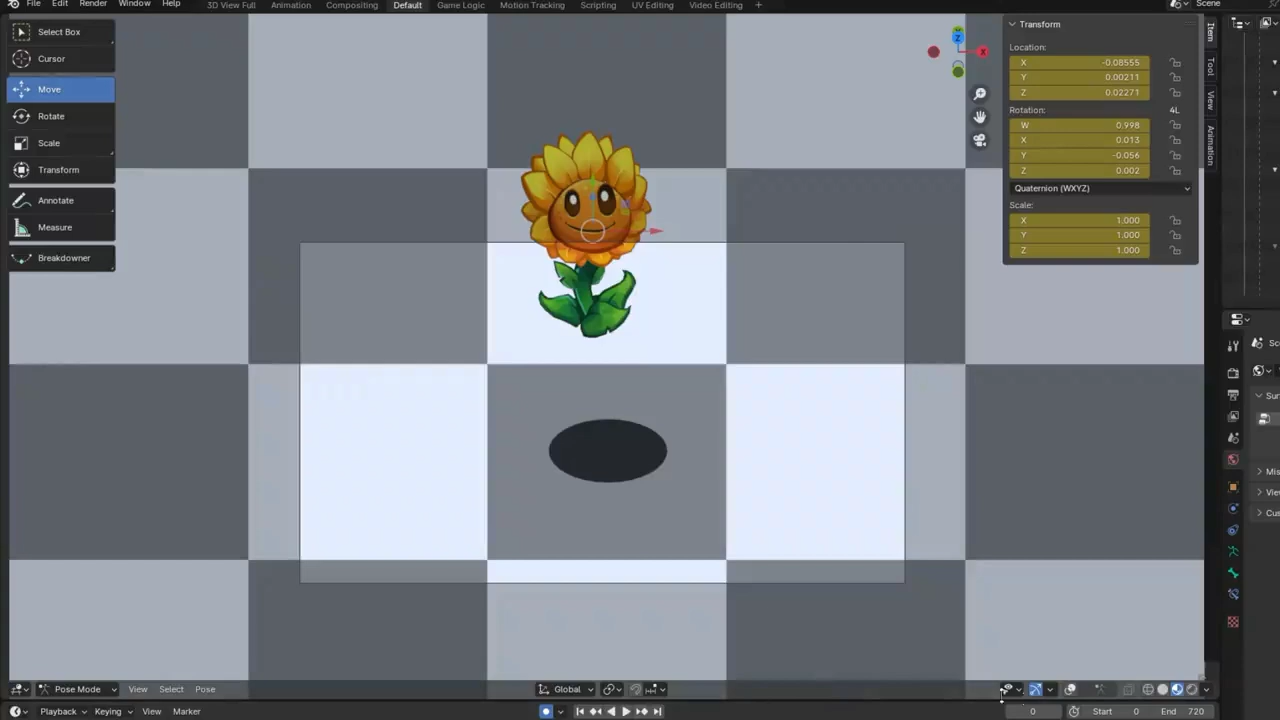 File Edit Render Window Help
3D View Full Animation Compositing Default Game Logic Motion Tracking Scripting UV Editing Video Editing +
Scene
Select Box
Cursor
Move
Rotate
Scale
Transform
Annotate
Measure
Breakdowner
Z
X
Transform
Location:
X -0.08555
Y 0.00211
Z 0.02271
Rotation: 4L
W 0.998
X 0.013
Y -0.056
Z 0.002
Quaternion (WXYZ)
Scale:
X 1.000
Y 1.000
Z 1.000
Item
Tool
View
Animation
Pose Mode View Select Pose
Global
Playback Keying View Marker
0 Start 0 End 720